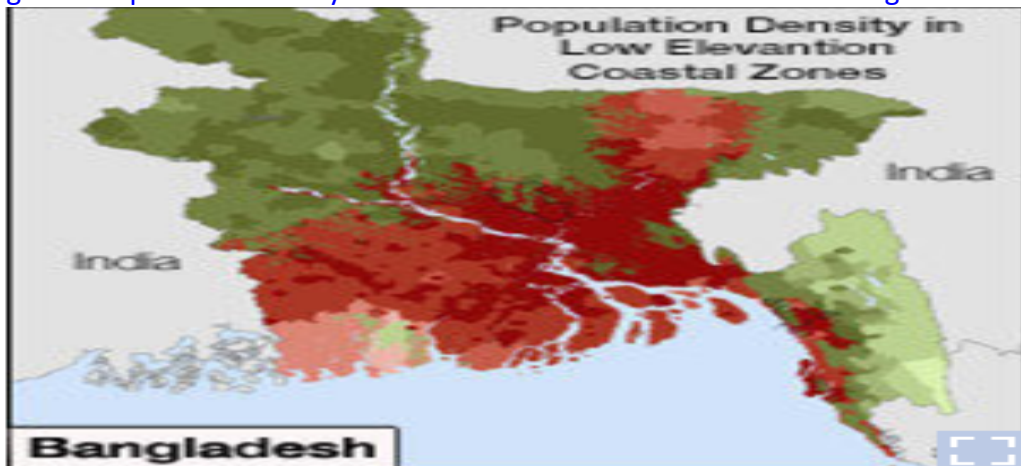 Population Density in
Low Elevantion
Coastal Zones
India
India
Bangladesh